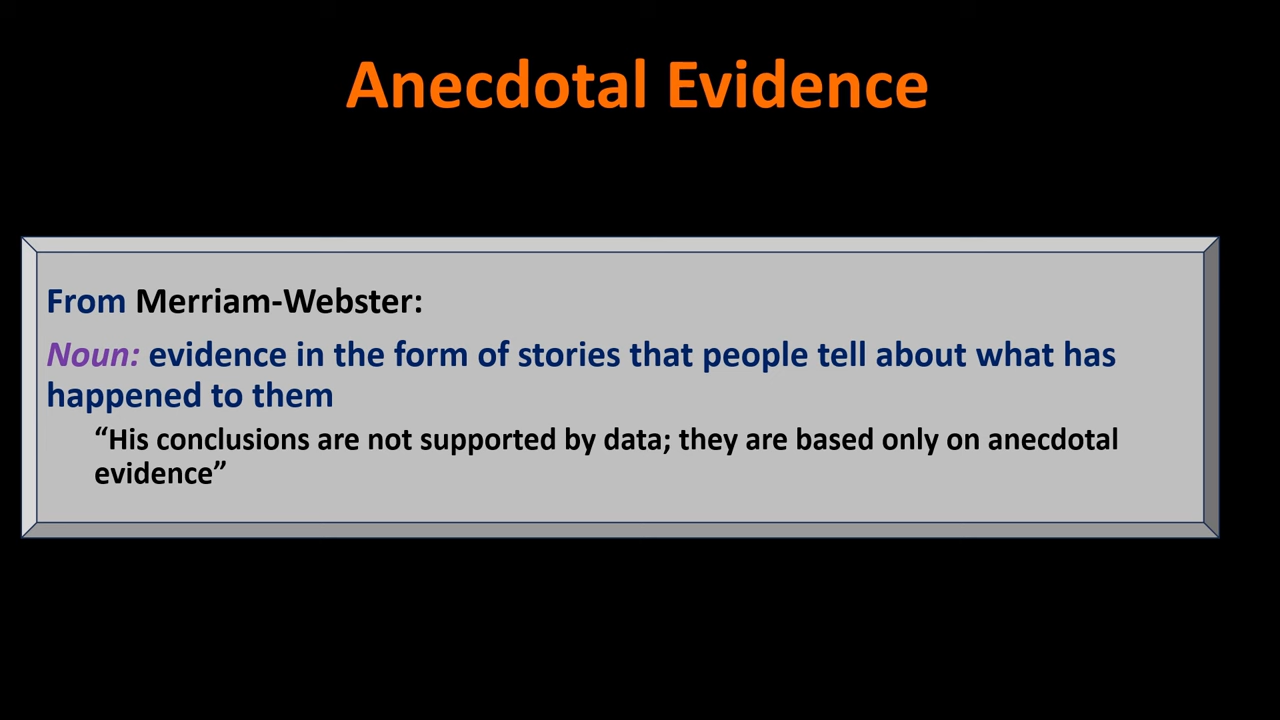 Anecdotal Evidence
From Merriam-Webster:
Noun: evidence in the form of stories that people tell about what has
happened to them
“His conclusions are not supported by data; they are based only on anecdotal
evidence”